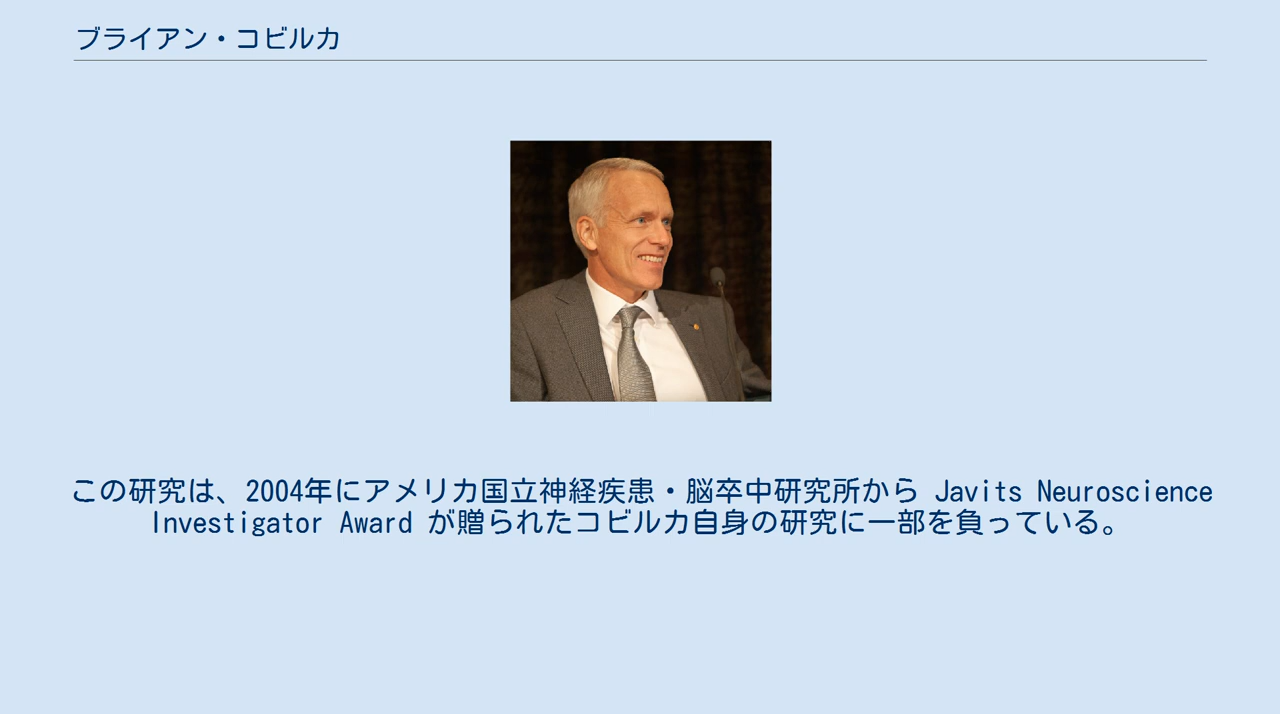 ブライアン・コビルカ
この研究は、2004年にアメリカ国立神経疾患・脳卒中研究所から Javits Neuroscience
Investigator Award が贈られたコビルカ自身の研究に一部を負っている。